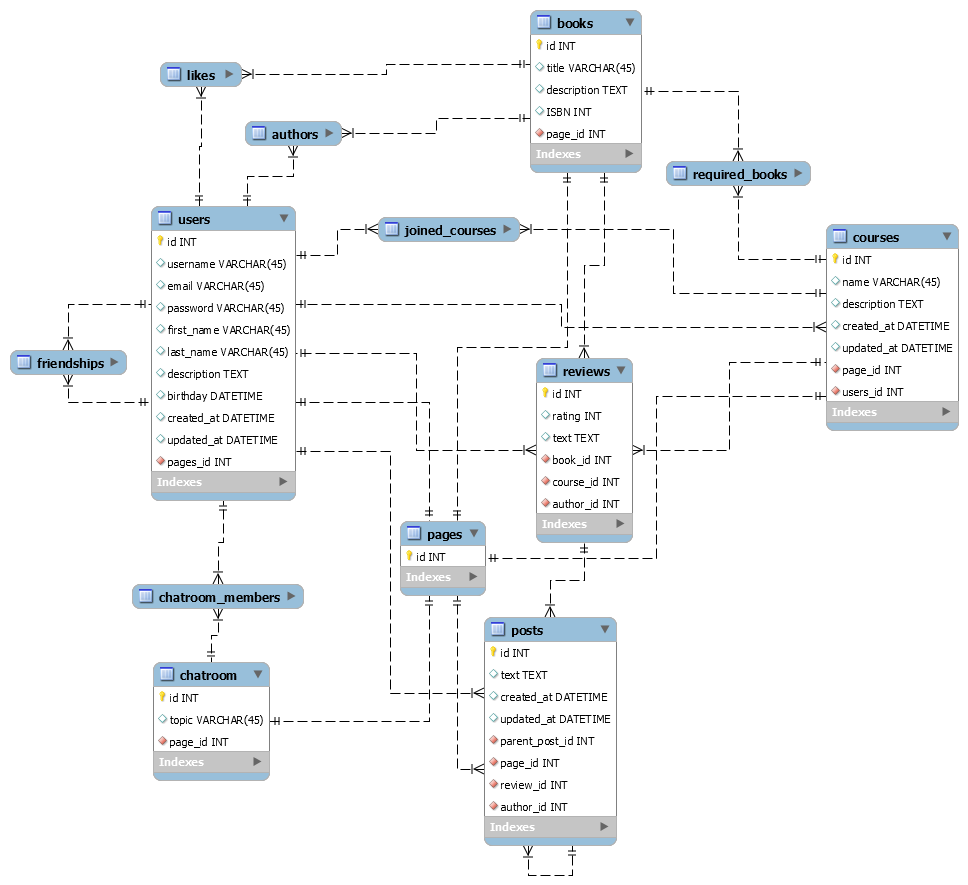 books
id INT
title VARCHAR(45)
description TEXT
ISBN INT
page_id INT
Indexes
likes
authors
required_books
users
id INT
username VARCHAR(45)
email VARCHAR(45)
password VARCHAR(45)
first_name VARCHAR(45)
last_name VARCHAR(45)
description TEXT
birthday DATETIME
created_at DATETIME
updated_at DATETIME
pages_id INT
Indexes
joined_courses
courses
id INT
name VARCHAR(45)
description TEXT
created_at DATETIME
updated_at DATETIME
page_id INT
users_id INT
Indexes
friendships
reviews
id INT
rating INT
text TEXT
book_id INT
course_id INT
author_id INT
Indexes
pages
id INT
Indexes
chatroom_members
chatroom
id INT
topic VARCHAR(45)
page_id INT
Indexes
posts
id INT
text TEXT
created_at DATETIME
updated_at DATETIME
parent_post_id INT
page_id INT
review_id INT
author_id INT
Indexes